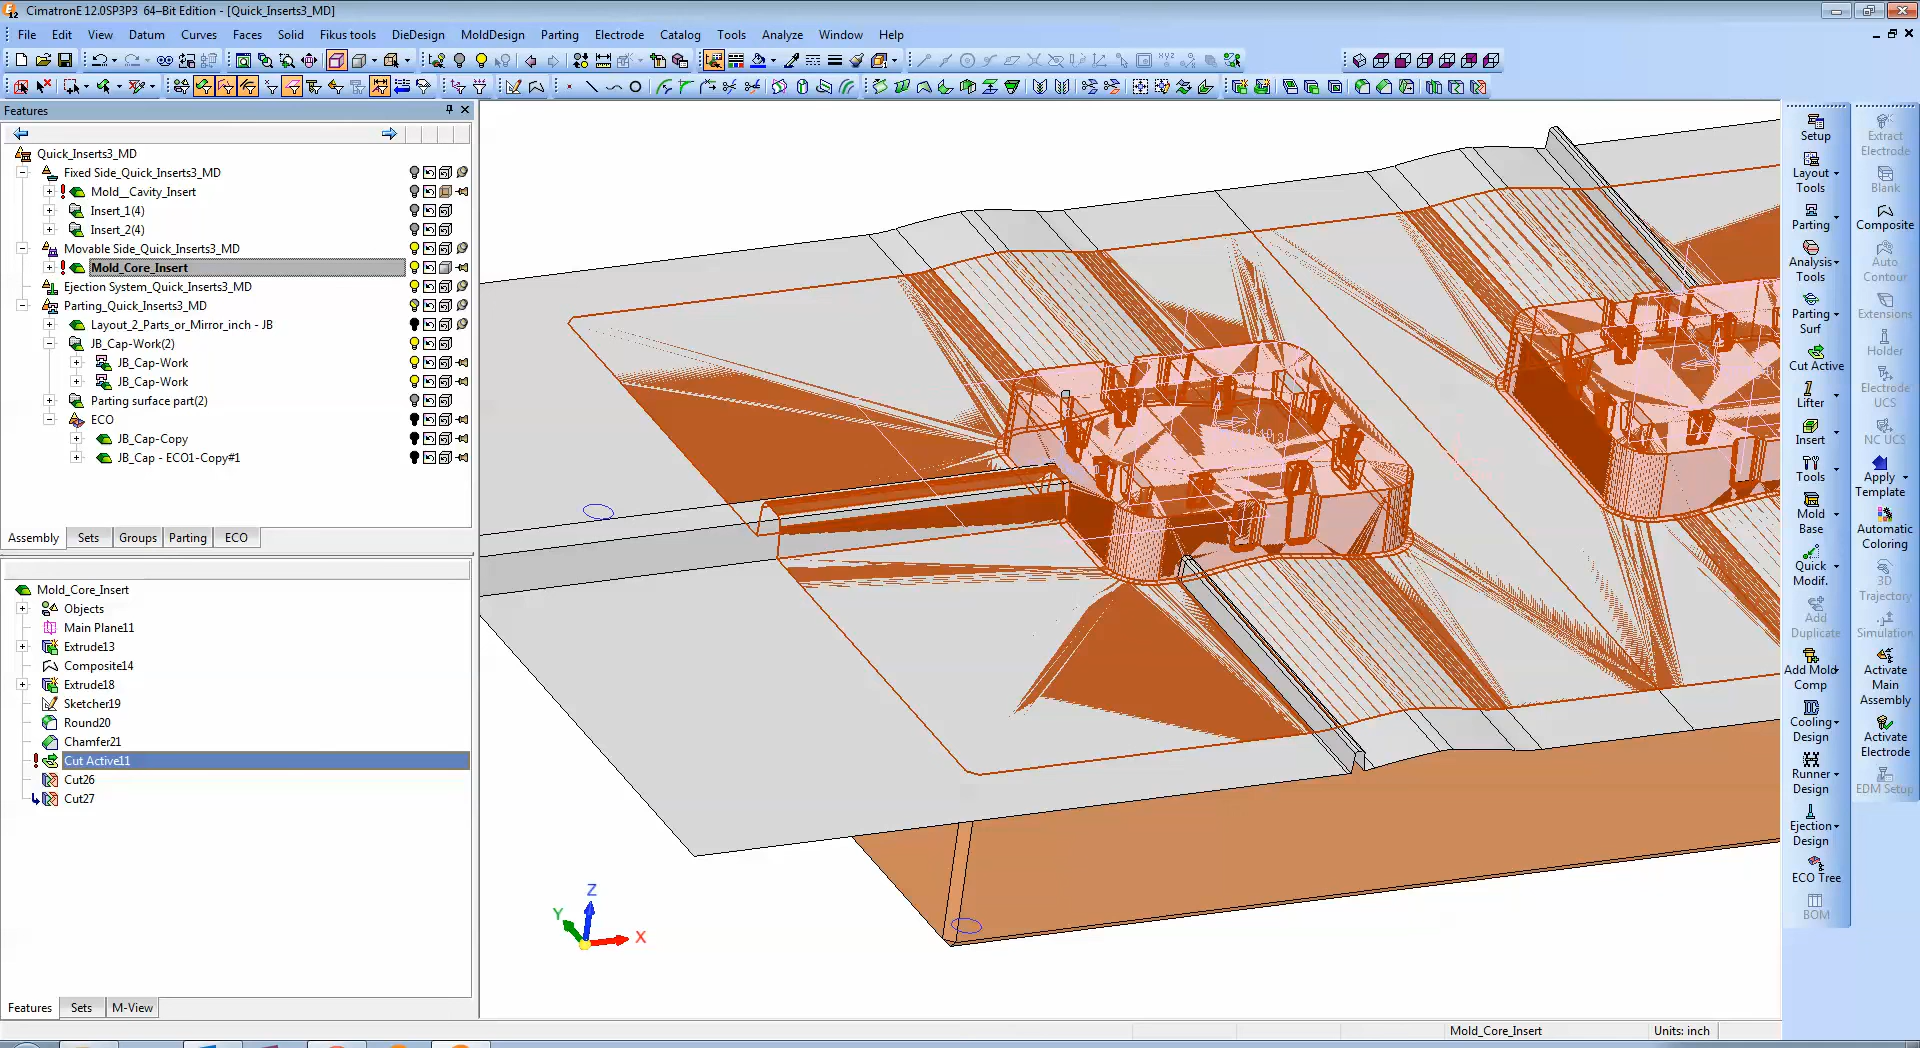 CimatronE 12.0SP3P3 64–Bit Edition - [Quick_Inserts3_MD]
File Edit View Datum Curves Faces Solid Fikus tools DieDesign MoldDesign Parting Electrode Catalog Tools Analyze Window Help
Features
Quick_Inserts3_MD
Fixed Side_Quick_Inserts3_MD
Mold__Cavity_Insert
Insert_1(4)
Insert_2(4)
Movable Side_Quick_Inserts3_MD
Mold_Core_Insert
Ejection System_Quick_Inserts3_MD
Parting_Quick_Inserts3_MD
Layout_2_Parts_or_Mirror_inch - JB
JB_Cap-Work(2)
JB_Cap-Work
JB_Cap-Work
Parting surface part(2)
ECO
JB_Cap-Copy
JB_Cap - ECO1-Copy#1
Assembly Sets Groups Parting ECO
Mold_Core_Insert
Objects
Main Plane11
Extrude13
Composite14
Extrude18
Sketcher19
Round20
Chamfer21
Cut Active11
Cut26
Cut27
Features Sets M-View
Z
Y
X
Setup
Layout
Tools
Parting
Analysis
Tools
Parting
Surf
Cut Active
Lifter
Insert
Tools
Mold
Base
Quick
Modif.
Add
Duplicate
Add Mold
Comp
Cooling
Design
Runner
Design
Ejection
Design
ECO Tree
BOM
Extract
Electrode
Blank
Composite
Auto
Contour
Extensions
Holder
Electrode
UCS
NC UCS
Apply
Template
Automatic
Coloring
3D
Trajectory
Simulation
Activate
Main
Assembly
Activate
Electrode
EDM Setup
Mold_Core_Insert
Units: inch